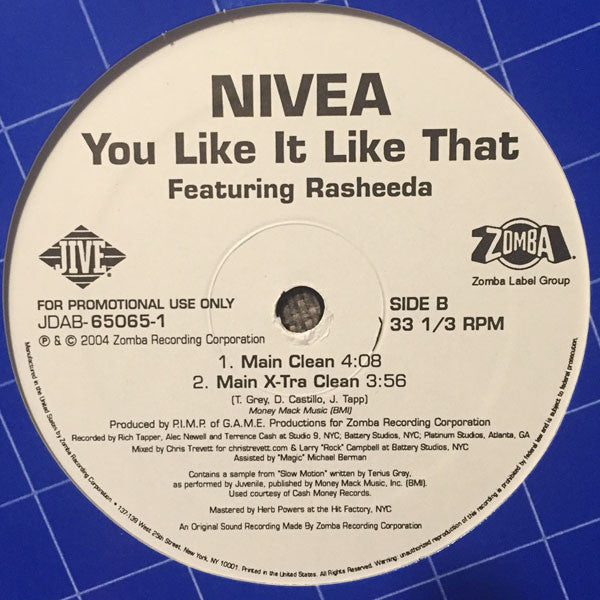 NIVEA
You Like It Like That
Featuring Rasheeda
JIVE
ZOMBA
Zomba Label Group
FOR PROMOTIONAL USE ONLY
JDAB-65065-1
℗ & © 2004 Zomba Recording Corporation
SIDE B
33 1/3 RPM
1. Main Clean 4:08
2. Main X-Tra Clean 3:56
(T. Grey, D. Castillo, J. Tapp)
Money Mack Music (BMI)
Produced by P.I.M.P. of G.A.M.E. Productions for Zomba Recording Corporation
Recorded by Rich Tapper, Alec Newell and Terrence Cash at Studio 9, NYC; Battery Studios, NYC; Platinum Studios, Atlanta, GA
Mixed by Chris Trevett for christrevett.com & Larry "Rock" Campbell at Battery Studios, NYC
Assisted by "Magic" Michael Berman
Contains a sample from "Slow Motion" written by Terius Gray,
as performed by Juvenile, published by Money Mack Music, Inc. (BMI).
Used courtesy of Cash Money Records.
Mastered by Herb Powers at the Hit Factory, NYC
An Original Sound Recording Made By Zomba Recording Corporation
Manufactured in the United States by Zomba Recording Corporation. • 137-139 West 25th Street, New York, NY 10001. Printed in the United States. All Rights Reserved. Warning: unauthorized reproduction of this recording is prohibited by federal law and is subject to federal prosecution.